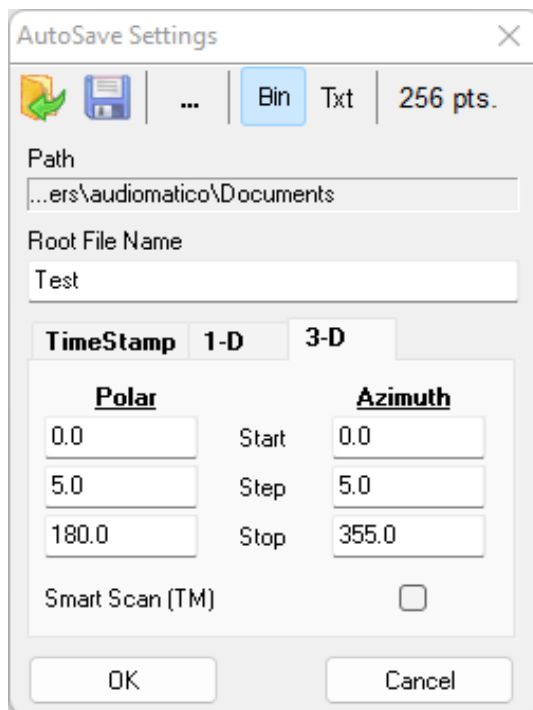 AutoSave Settings
... Bin Txt 256 pts.
Path
...ers\audiomatico\Documents
Root File Name
Test
TimeStamp 1-D 3-D
Polar Azimuth
0.0 Start 0.0
5.0 Step 5.0
180.0 Stop 355.0
Smart Scan (TM)
OK Cancel